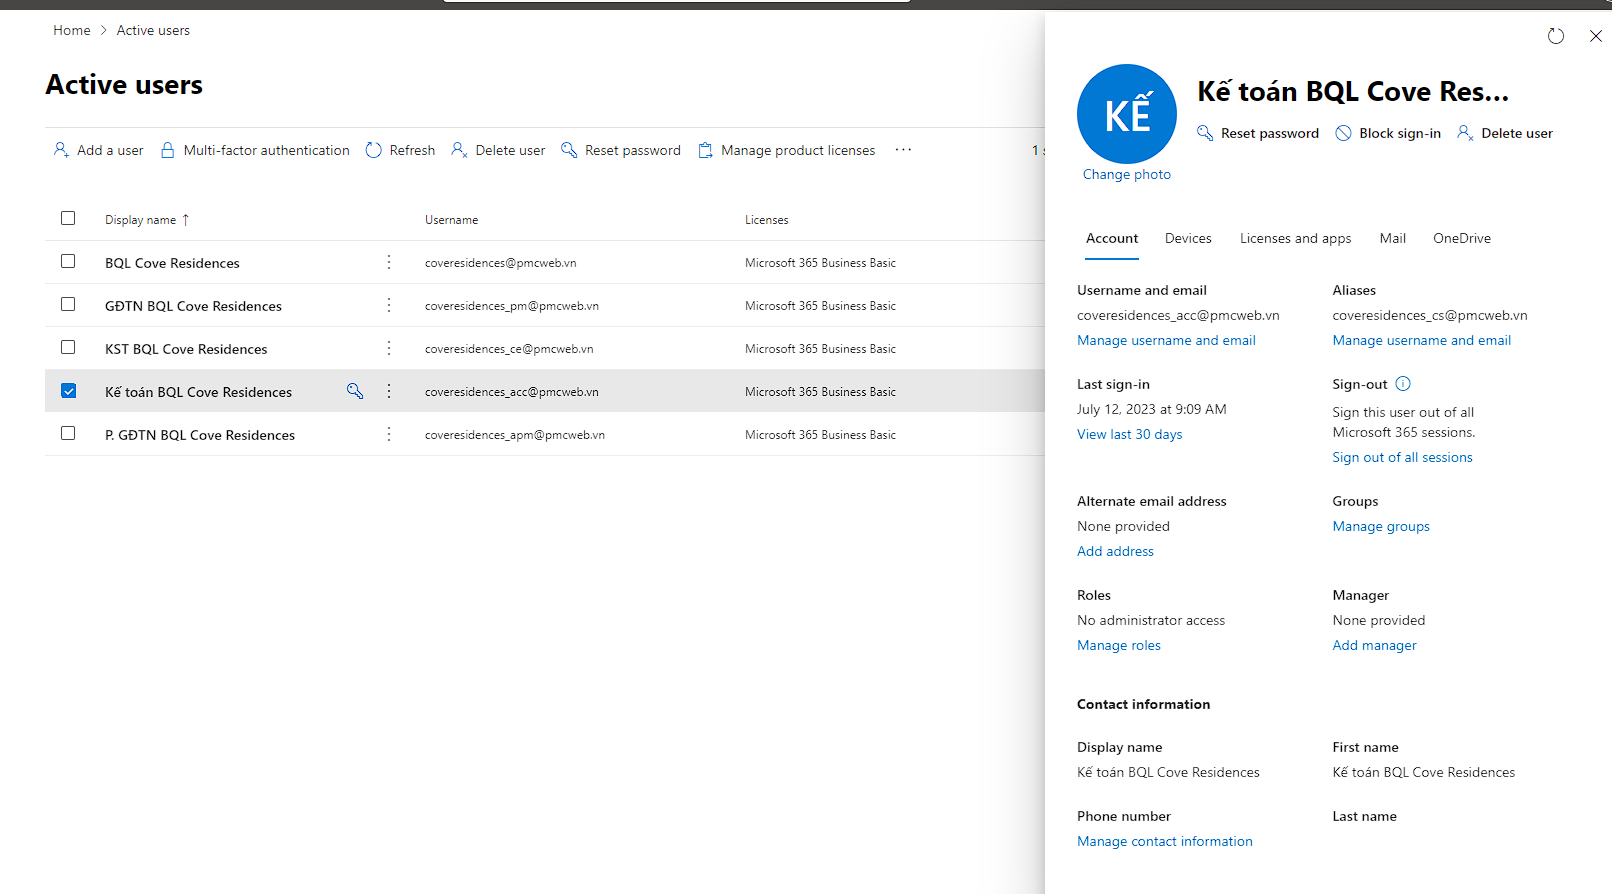 Home > Active users
Active users
Add a user Multi-factor authentication Refresh Delete user Reset password Manage product licenses ... 1
Display name ↑ Username Licenses
BQL Cove Residences coveresidences@pmcweb.vn Microsoft 365 Business Basic
GĐTN BQL Cove Residences coveresidences_pm@pmcweb.vn Microsoft 365 Business Basic
KST BQL Cove Residences coveresidences_ce@pmcweb.vn Microsoft 365 Business Basic
Kế toán BQL Cove Residences coveresidences_acc@pmcweb.vn Microsoft 365 Business Basic
P. GĐTN BQL Cove Residences coveresidences_apm@pmcweb.vn Microsoft 365 Business Basic
KẾ
Kế toán BQL Cove Res...
Reset password Block sign-in Delete user
Change photo
Account Devices Licenses and apps Mail OneDrive
Username and email
coveresidences_acc@pmcweb.vn
Manage username and email
Aliases
coveresidences_cs@pmcweb.vn
Manage username and email
Last sign-in
July 12, 2023 at 9:09 AM
View last 30 days
Sign-out
Sign this user out of all
Microsoft 365 sessions.
Sign out of all sessions
Alternate email address
None provided
Add address
Groups
Manage groups
Roles
No administrator access
Manage roles
Manager
None provided
Add manager
Contact information
Display name
Kế toán BQL Cove Residences
First name
Kế toán BQL Cove Residences
Phone number
Manage contact information
Last name